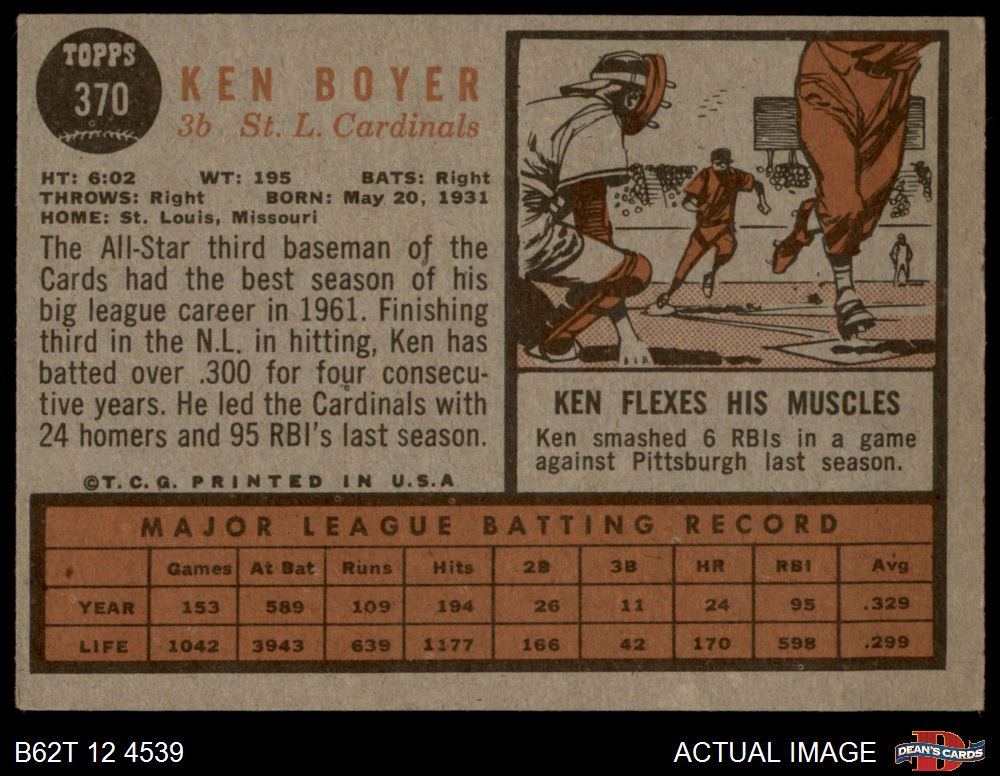 TOPPS
370
KEN BOYER
3b St. L. Cardinals
HT: 6:02 WT: 195 BATS: Right
THROWS: Right BORN: May 20, 1931
HOME: St. Louis, Missouri
The All-Star third baseman of the
Cards had the best season of his
big league career in 1961. Finishing
third in the N.L. in hitting, Ken has
batted over .300 for four consecu-
tive years. He led the Cardinals with
24 homers and 95 RBI's last season.
©T.C.G. PRINTED IN U.S.A
KEN FLEXES HIS MUSCLES
Ken smashed 6 RBIs in a game
against Pittsburgh last season.
MAJOR LEAGUE BATTING RECORD
Games At Bat Runs Hits 2B 3B HR RBI Avg
YEAR 153 589 109 194 26 11 24 95 .329
LIFE 1042 3943 639 1177 166 42 170 598 .299
B62T 12 4539
ACTUAL IMAGE
D
DEAN'S CARDS